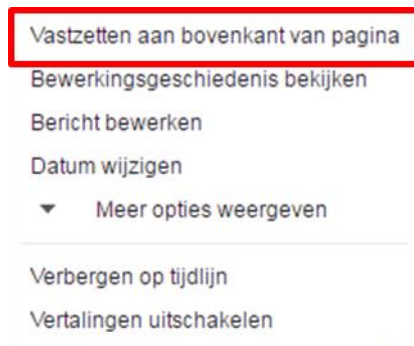 Vastzetten aan bovenkant van pagina
Bewerkingsgeschiedenis bekijken
Bericht bewerken
Datum wijzigen
Meer opties weergeven
Verbergen op tijdlijn
Vertalingen uitschakelen